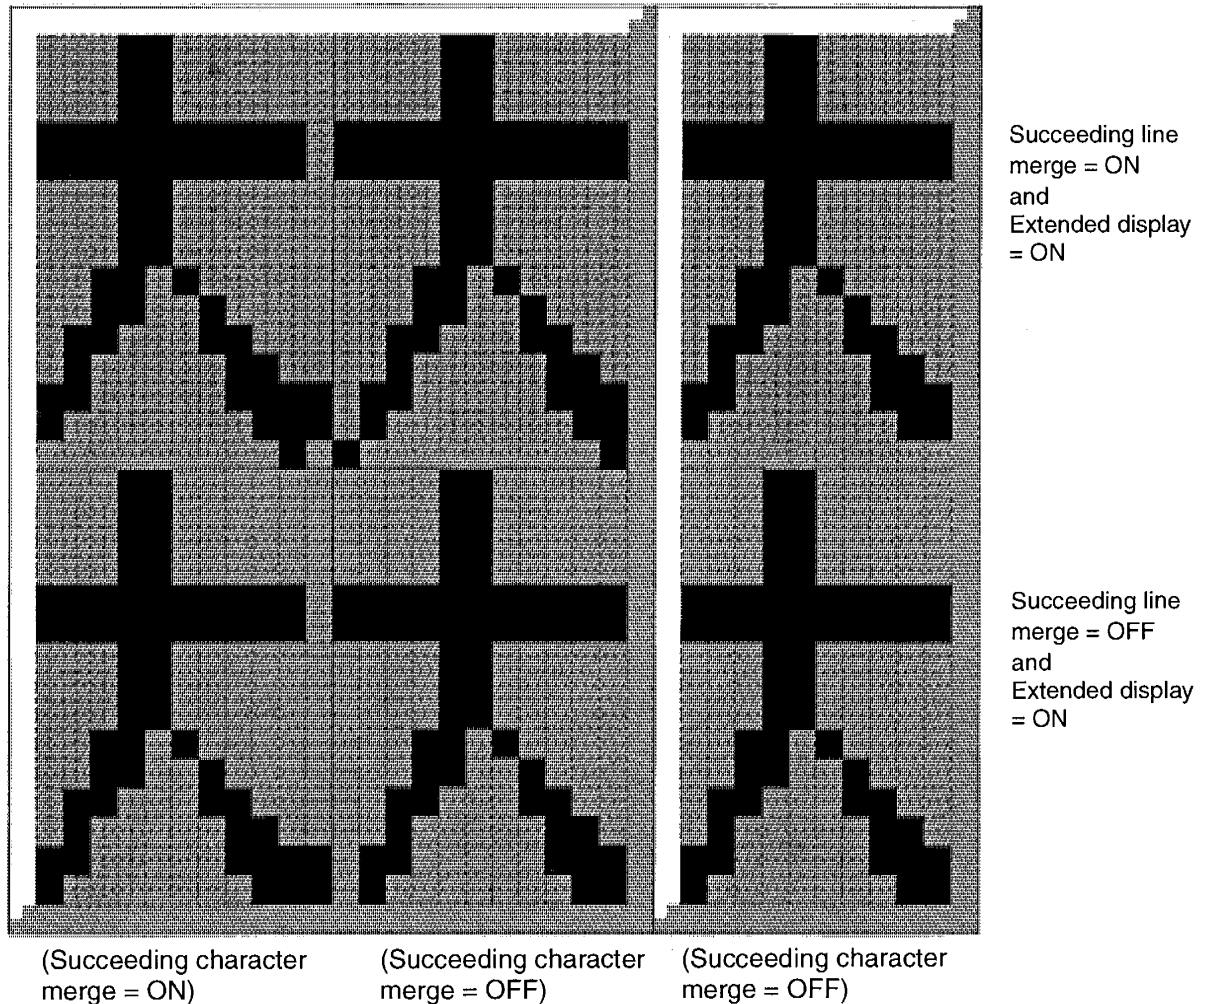 Succeeding line
merge = ON
and
Extended display
= ON
Succeeding line
merge = OFF
and
Extended display
= ON
(Succeeding character
merge = ON)
(Succeeding character
merge = OFF)
(Succeeding character
merge = OFF)